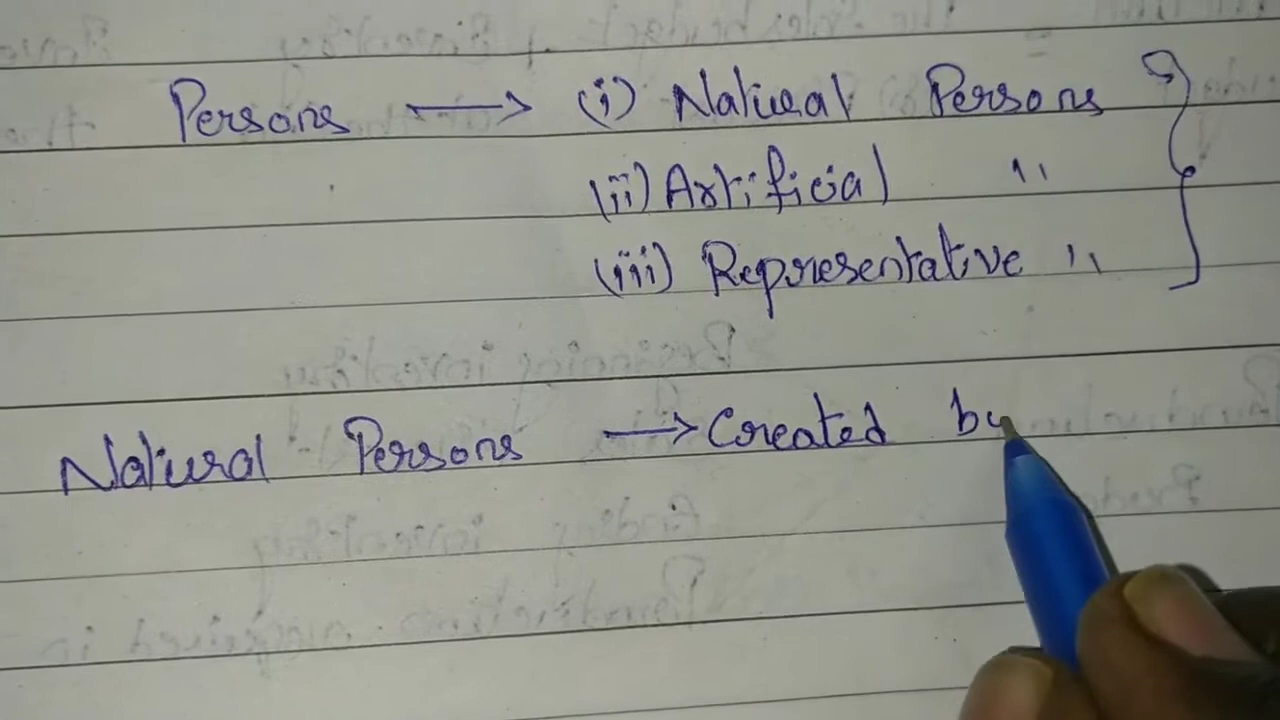 Persons → (i) Natural Persons
(ii) Artificial "
(iii) Representative "
Natural Persons → Created by